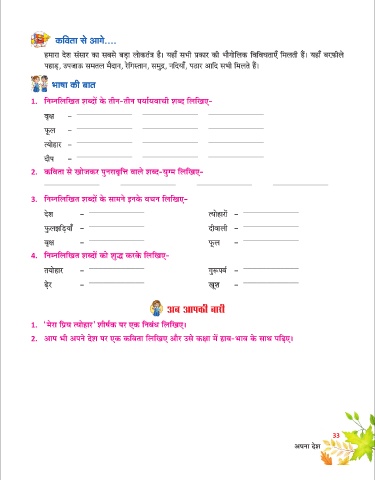 कविता से आगे....
हमारा देश संसार का सबसे बड़ा लोकतंत्र है। यहाँ सभी प्रकार की भौगोलिक विविधताएँ मिलती हैं। यहाँ बरफीले
पहाड़, उपजाऊ समतल मैदान, रेगिस्तान, समुद्र, नदियाँ, पठार आदि सभी मिलते हैं।
भाषा की बात
1. निम्नलिखित शब्दों के तीन-तीन पर्यायवाची शब्द लिखिए-
वृक्ष -
फूल -
त्योहार -
दीप -
2. कविता से खोजकर पुनरावृत्ति वाले शब्द-युग्म लिखिए-
3. निम्नलिखित शब्दों के सामने इनके वचन लिखिए-
देश - त्योहारों -
फुलझड़ियाँ - दीवाली -
वृक्ष - फूल -
4. निम्नलिखित शब्दों को शुद्ध करके लिखिए-
तयोहार - गुरूपर्व -
ढ़ेर - खुश -
अब आपकी बारी
1. 'मेरा प्रिय त्योहार' शीर्षक पर एक निबंध लिखिए।
2. आप भी अपने देश पर एक कविता लिखिए और उसे कक्षा में हाव-भाव के साथ पढ़िए।
33
अपना देश